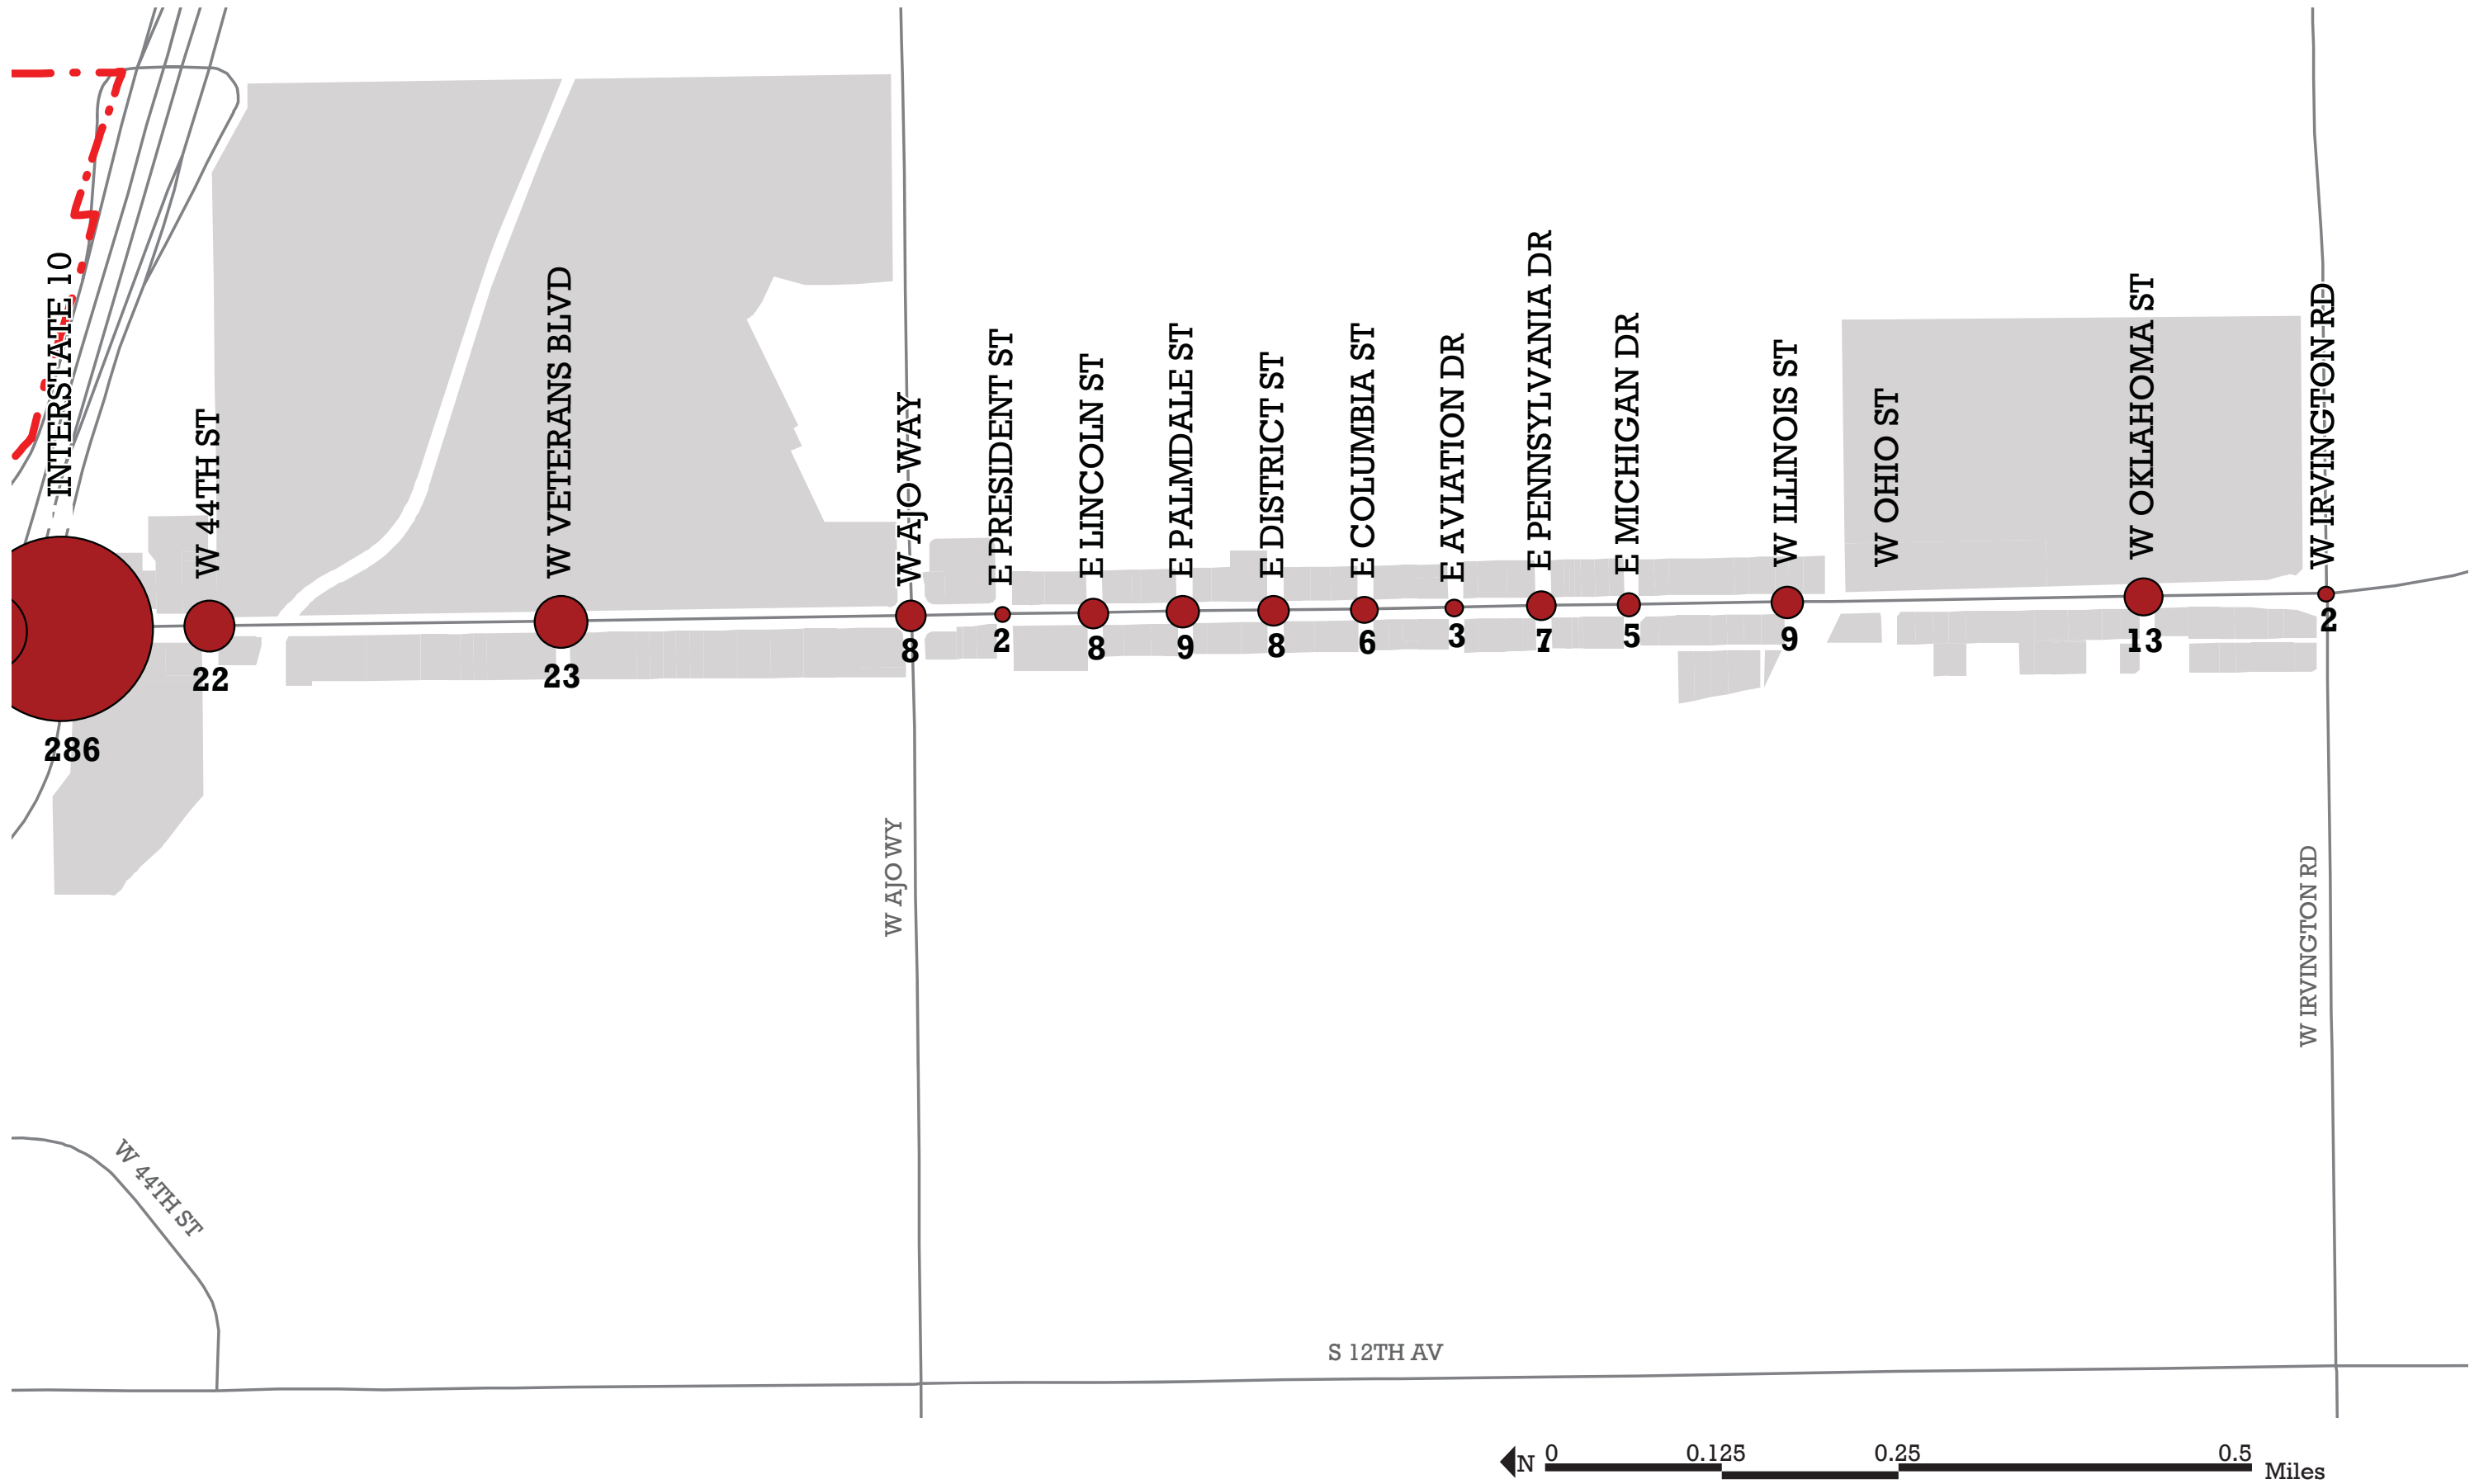 INTERSTATE 10
W 44TH ST
W VETERANS BLVD
W AJO WAY
E PRESIDENT ST
E LINCOLN ST
E PALMDALE ST
E DISTRICT ST
E COLUMBIA ST
E AVIATION DR
E PENNSYLVANIA DR
E MICHIGAN DR
W ILLINOIS ST
W OHIO ST
W OKLAHOMA ST
W IRVINGTON RD
286
22
23
8
2
8
9
8
6
3
7
5
9
13
2
W AJO WY
W IRVINGTON RD
W 44TH ST
S 12TH AV
N 0 0.125 0.25 0.5 Miles